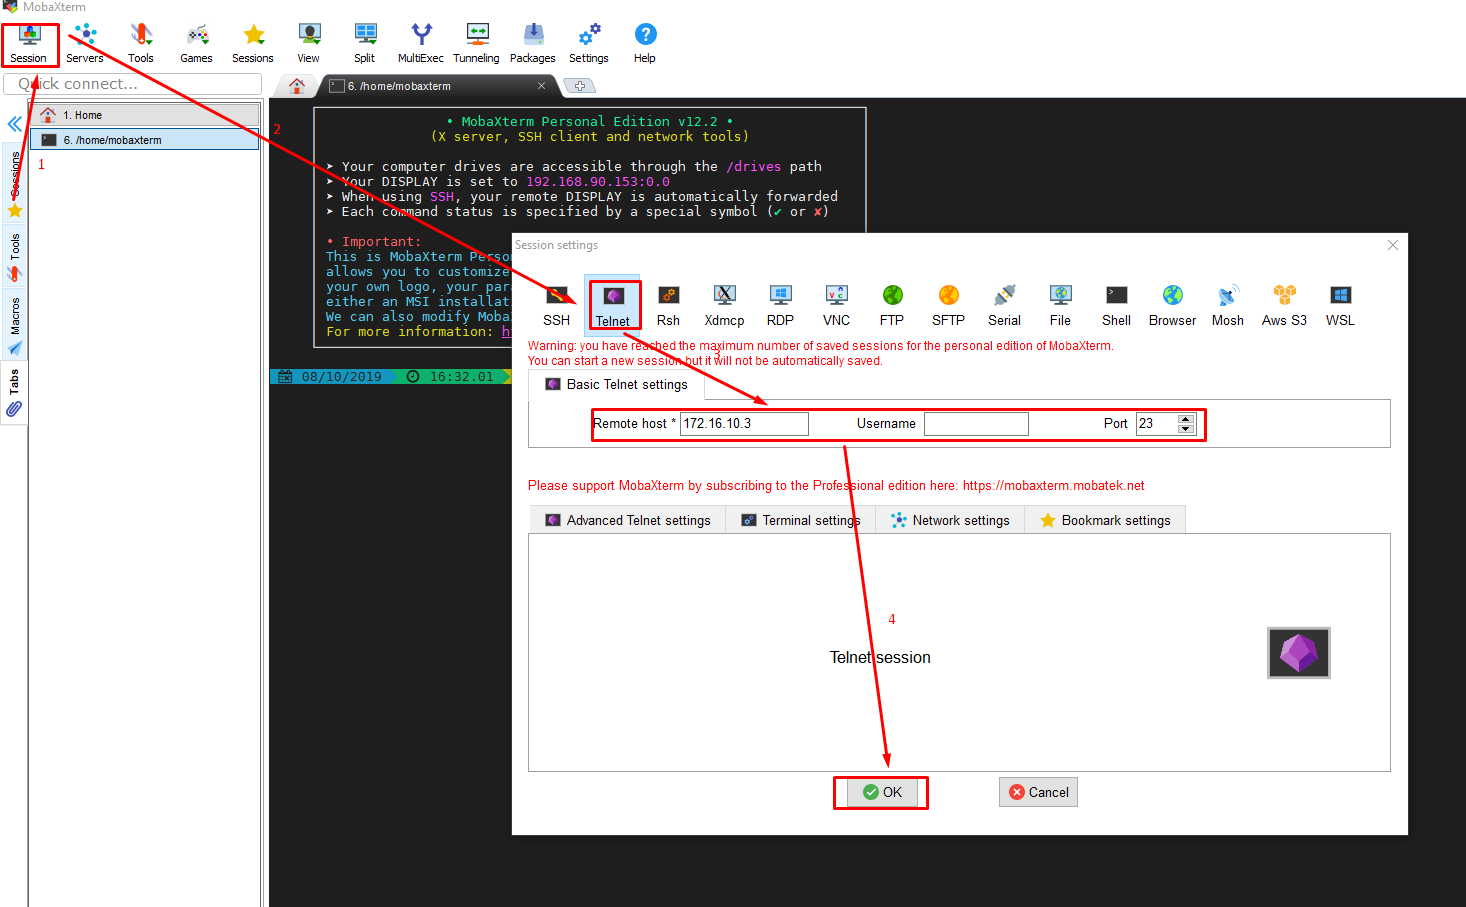 MobaXterm
Session Servers Tools Games Sessions View Split MultiExec Tunneling Packages Settings Help
Quick connect...
6. /home/mobaxterm
1. Home
6. /home/mobaxterm
1
2
Sessions
Tools
Macros
Tabs
• MobaXterm Personal Edition v12.2 •
(X server, SSH client and network tools)
➤ Your computer drives are accessible through the /drives path
➤ Your DISPLAY is set to 192.168.90.153:0.0
➤ When using SSH, your remote DISPLAY is automatically forwarded
➤ Each command status is specified by a special symbol (✔ or ✘)
• Important:
This is MobaXterm Perso
allows you to customize
your own logo, your para
either an MSI installati
We can also modify Moba
For more information: h
08/10/2019 16:32.01
Session settings
SSH Telnet Rsh Xdmcp RDP VNC FTP SFTP Serial File Shell Browser Mosh Aws S3 WSL
Warning: you have reached the maximum number of saved sessions for the personal edition of MobaXterm.
You can start a new session but it will not be automatically saved.
3
Basic Telnet settings
Remote host * 172.16.10.3 Username Port 23
Please support MobaXterm by subscribing to the Professional edition here: https://mobaxterm.mobatek.net
Advanced Telnet settings Terminal settings Network settings Bookmark settings
4
Telnet session
OK Cancel